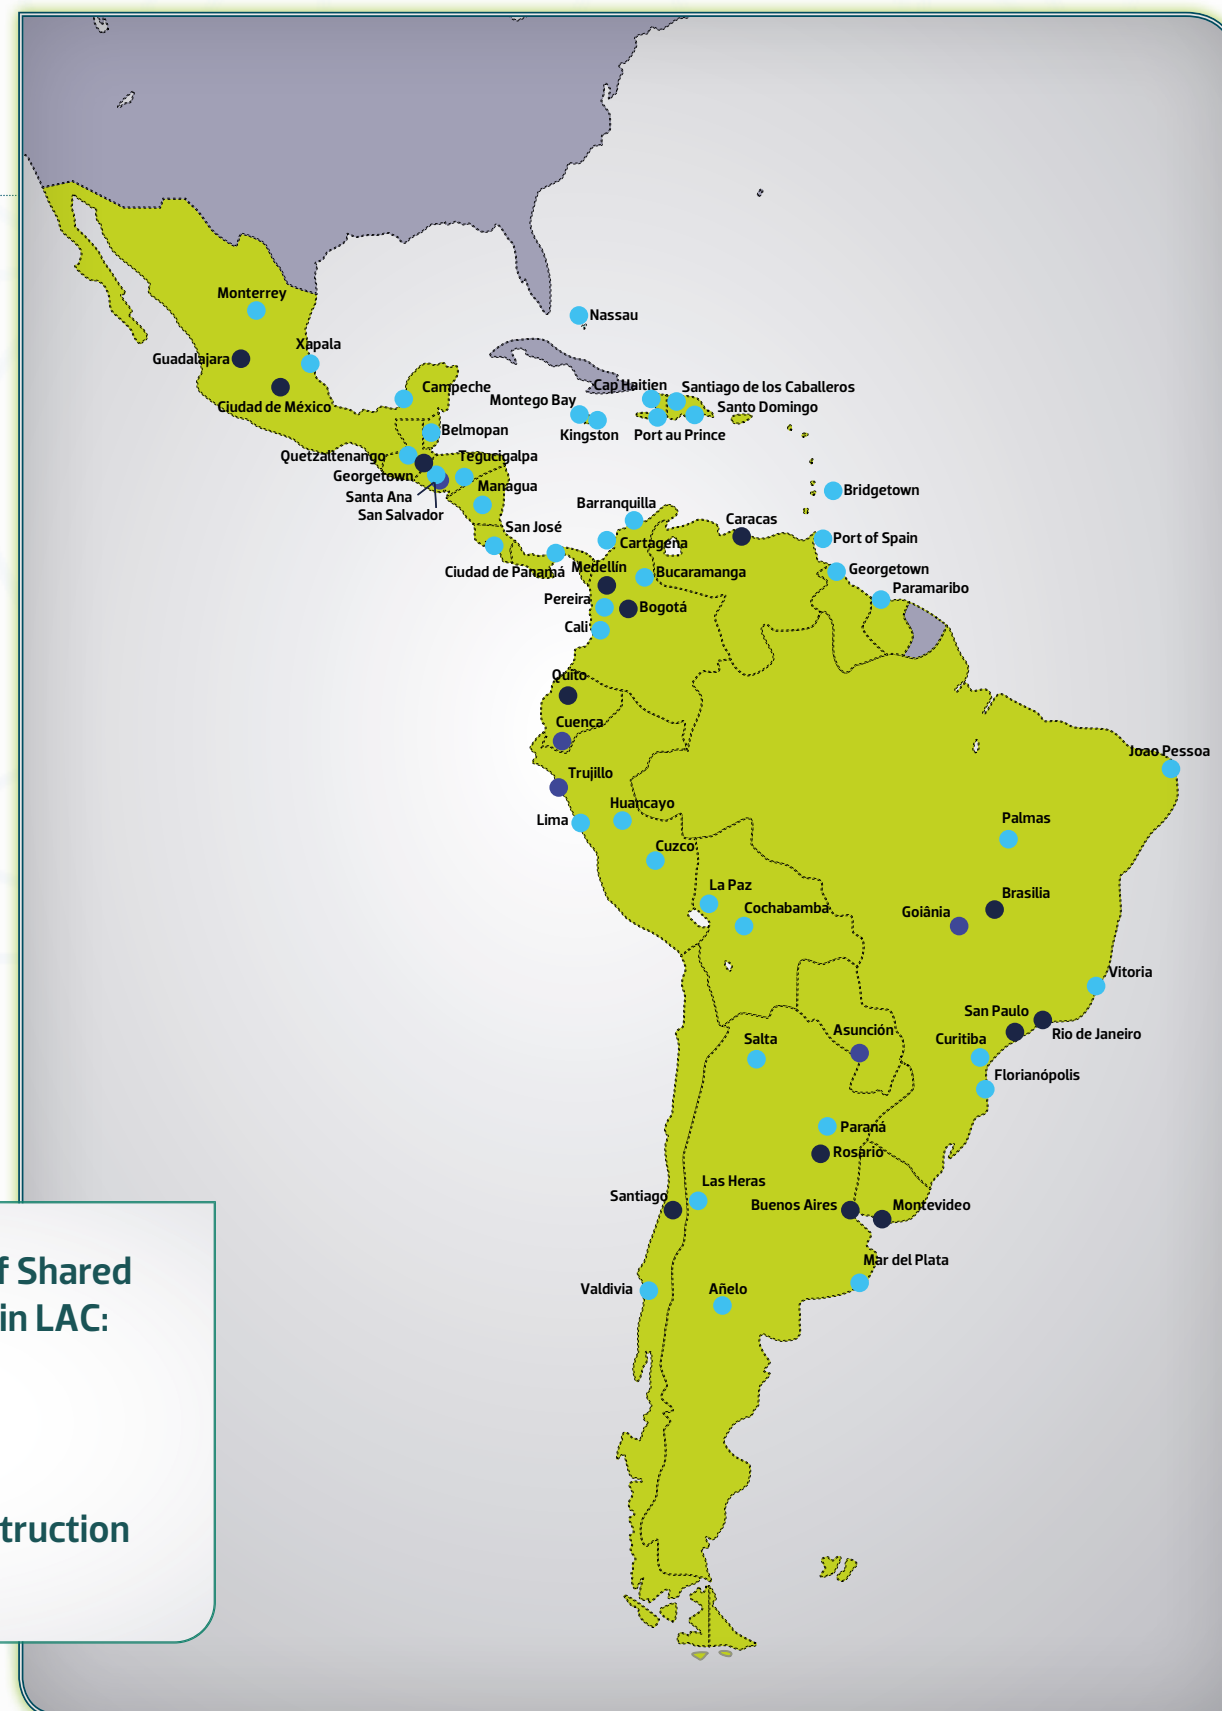 Monterrey
Nassau
Xapala
Guadalajara
Cap Haitien
Santiago de los Caballeros
Campeche
Montego Bay
Santo Domingo
Ciudad de México
Belmopan
Kingston
Port au Prince
Quetzaltenango
Tegucigalpa
Georgetown
Managua
Bridgetown
Santa Ana
Barranquilla
San Salvador
Caracas
San José
Port of Spain
Cartagena
Ciudad de Panamá
Medellín
Bucaramanga
Georgetown
Paramaribo
Pereira
Bogotá
Cali
Quito
Cuenca
Joao Pessoa
Trujillo
Huancayo
Lima
Palmas
Cuzco
La Paz
Brasilia
Cochabamba
Goiânia
Vitoria
San Paulo
Asunción
Rio de Janeiro
Salta
Curitiba
Florianópolis
Paraná
Rosario
Las Heras
Santiago
Buenos Aires
Montevideo
Mar del Plata
Valdivia
Añelo
f Shared
in LAC:
truction